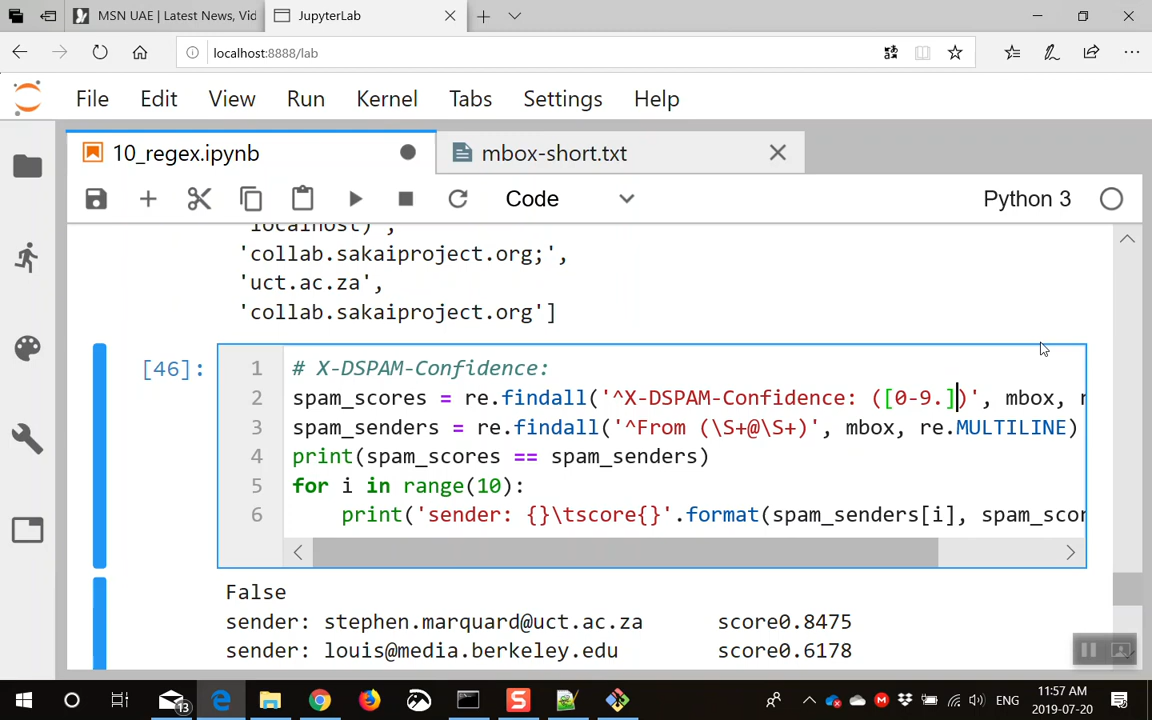 MSN UAE | Latest News, Vid
JupyterLab
localhost:8888/lab
File Edit View Run Kernel Tabs Settings Help
10_regex.ipynb
mbox-short.txt
Code
Python 3
localhost)',
'collab.sakaiproject.org;',
'uct.ac.za',
'collab.sakaiproject.org']
[46]:
1 # X-DSPAM-Confidence:
2 spam_scores = re.findall('^X-DSPAM-Confidence: ([0-9.])', mbox, r
3 spam_senders = re.findall('^From (\S+@\S+)', mbox, re.MULTILINE)
4 print(spam_scores == spam_senders)
5 for i in range(10):
6 print('sender: {}\tscore{}'.format(spam_senders[i], spam_scor
False
sender: stephen.marquard@uct.ac.za score0.8475
sender: louis@media.berkeley.edu score0.6178
13
ENG
11:57 AM
2019-07-20